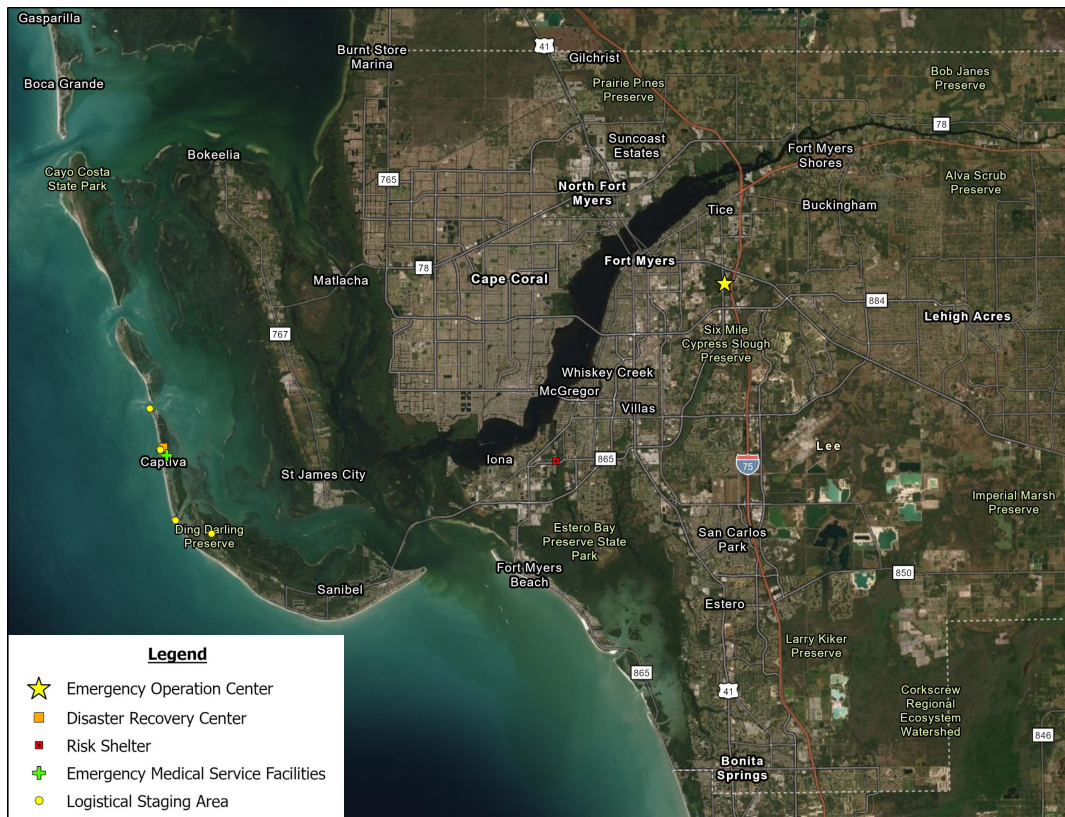 Gasparilla
Boca Grande
Burnt Store
Marina
41
Gilchrist
Prairie Pines
Preserve
Bob Janes
Preserve
78
Suncoast
Estates
Fort Myers
Shores
Bokeelia
Cayo Costa
State Park
765
Alva Scrub
Preserve
North Fort
Myers
Tice
Buckingham
Fort Myers
78
Cape Coral
Matlacha
884
Lehigh Acres
767
Six Mile
Cypress Slough
Preserve
Whiskey Creek
McGregor
Villas
Lee
Captiva
Iona
865
75
St James City
Imperial Marsh
Preserve
Ding Darling
Preserve
Estero Bay
Preserve State
Park
San Carlos
Park
Fort Myers
Beach
850
Sanibel
Estero
Larry Kiker
Preserve
865
41
Corkscrew
Regional
Ecosystem
Watershed
846
Bonita
Springs
Legend
Emergency Operation Center
Disaster Recovery Center
Risk Shelter
Emergency Medical Service Facilities
Logistical Staging Area